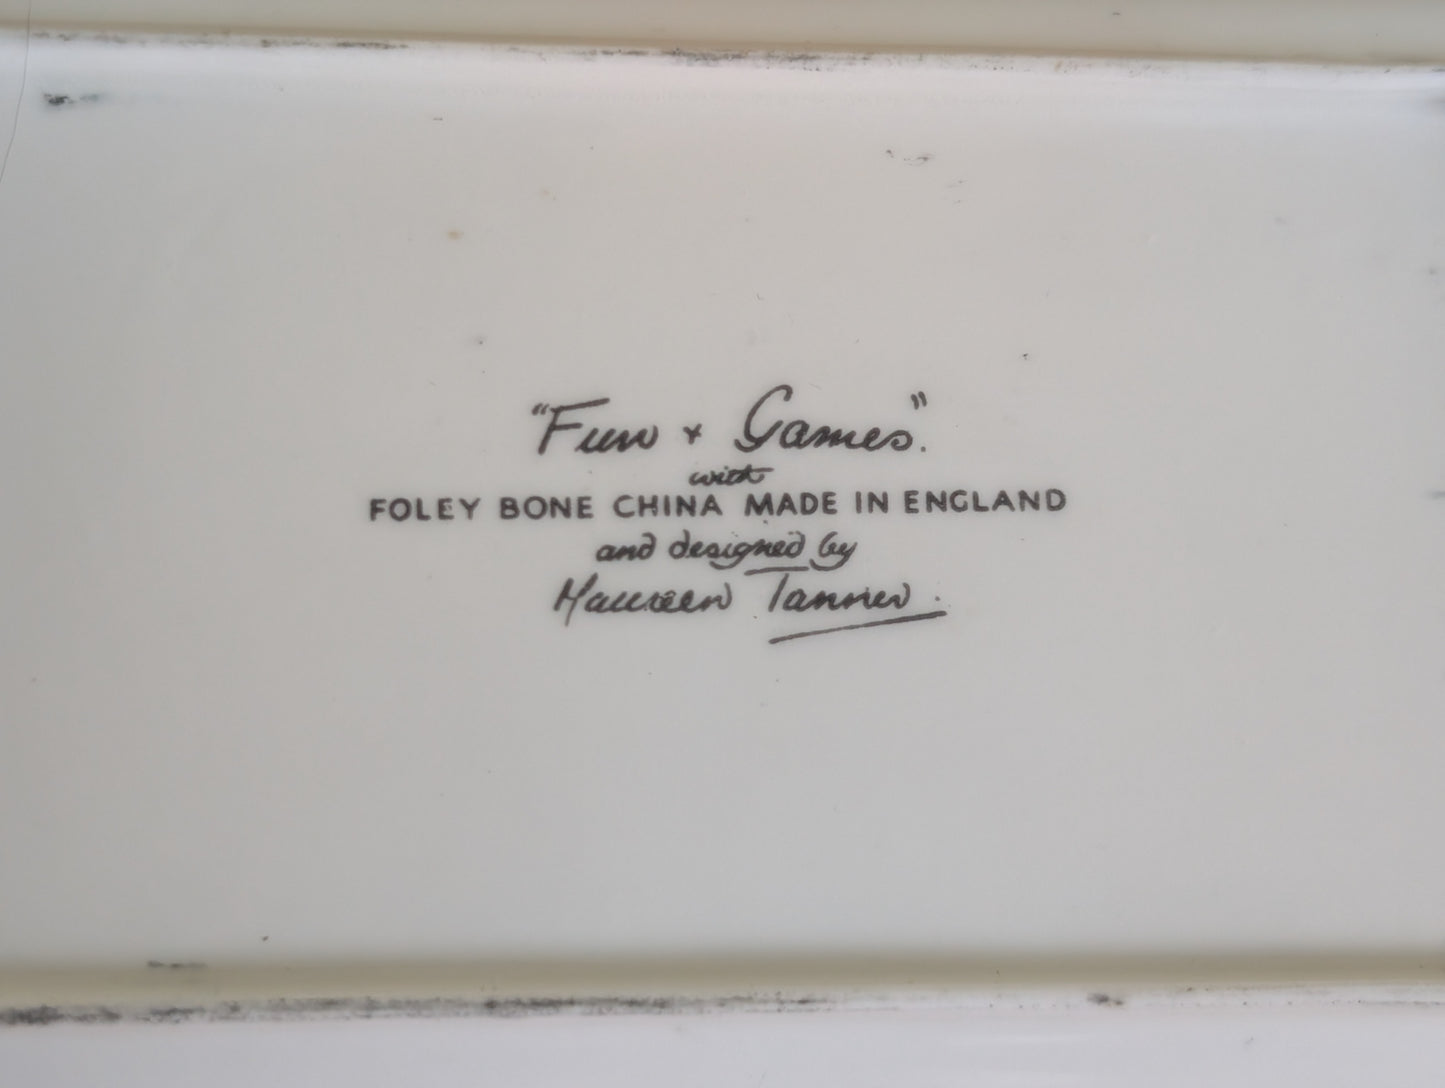 "Fun + Games".
with
FOLEY BONE CHINA MADE IN ENGLAND
and designed by
Maureen Tanner.